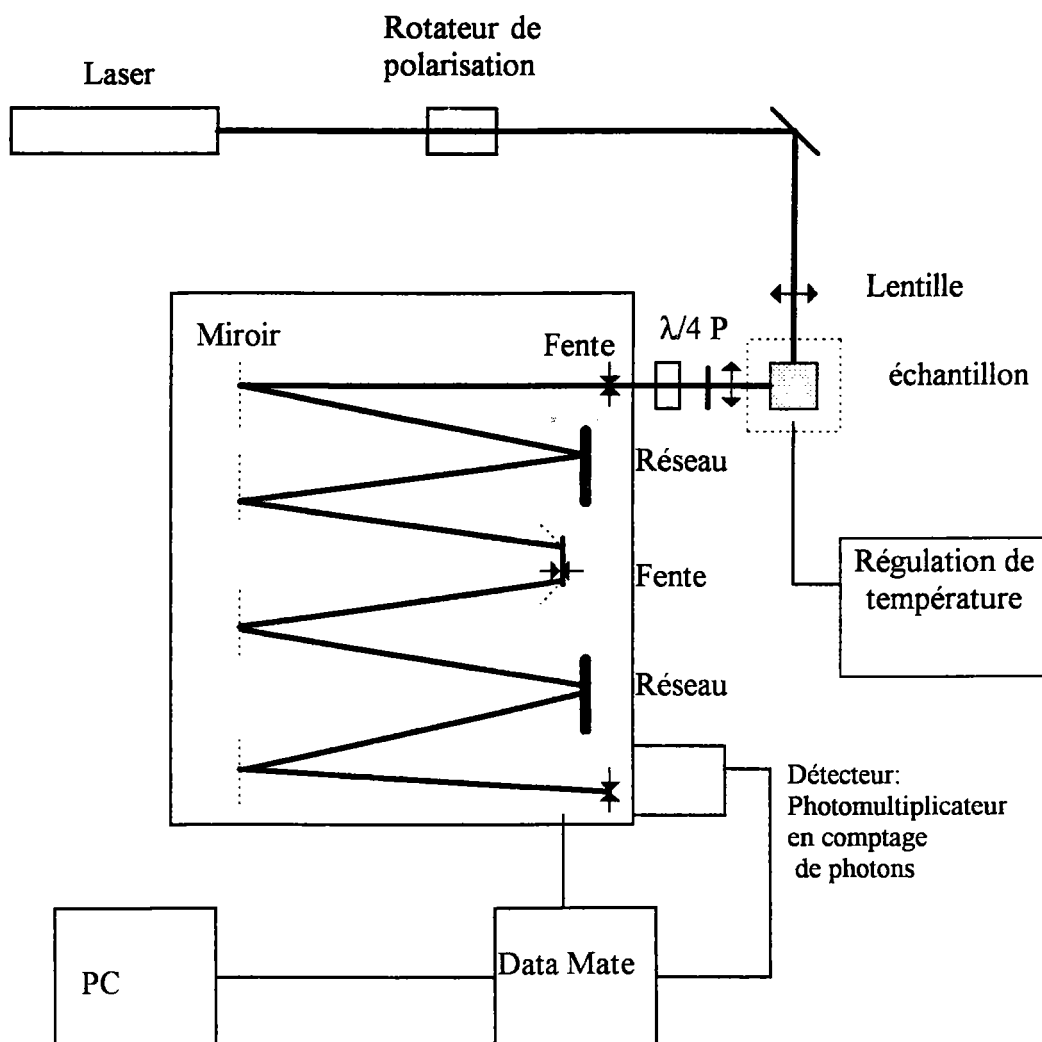 Rotateur de
polarisation
Laser
Lentille
λ/4 P
Miroir
Fente
échantillon
Réseau
Régulation de
température
Fente
Réseau
Détecteur:
Photomultiplicateur
en comptage
de photons
Data Mate
PC